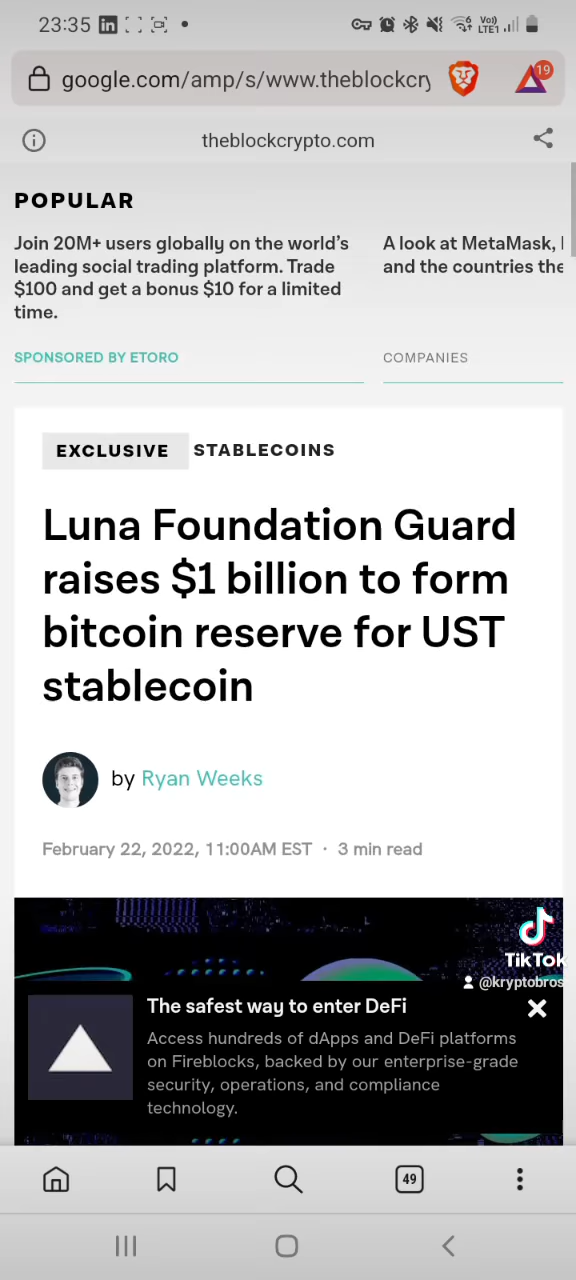 23:35
Vo))
LTE1
google.com/amp/s/www.theblockcry
19
theblockcrypto.com
POPULAR
Join 20M+ users globally on the world's
leading social trading platform. Trade
$100 and get a bonus $10 for a limited
time.
SPONSORED BY ETORO
A look at MetaMask,
and the countries the
COMPANIES
EXCLUSIVE STABLECOINS
Luna Foundation Guard
raises $1 billion to form
bitcoin reserve for UST
stablecoin
by Ryan Weeks
February 22, 2022, 11:00AM EST · 3 min read
TikTok
@kryptobros
The safest way to enter DeFi
Access hundreds of dApps and DeFi platforms
on Fireblocks, backed by our enterprise-grade
security, operations, and compliance
technology.
49